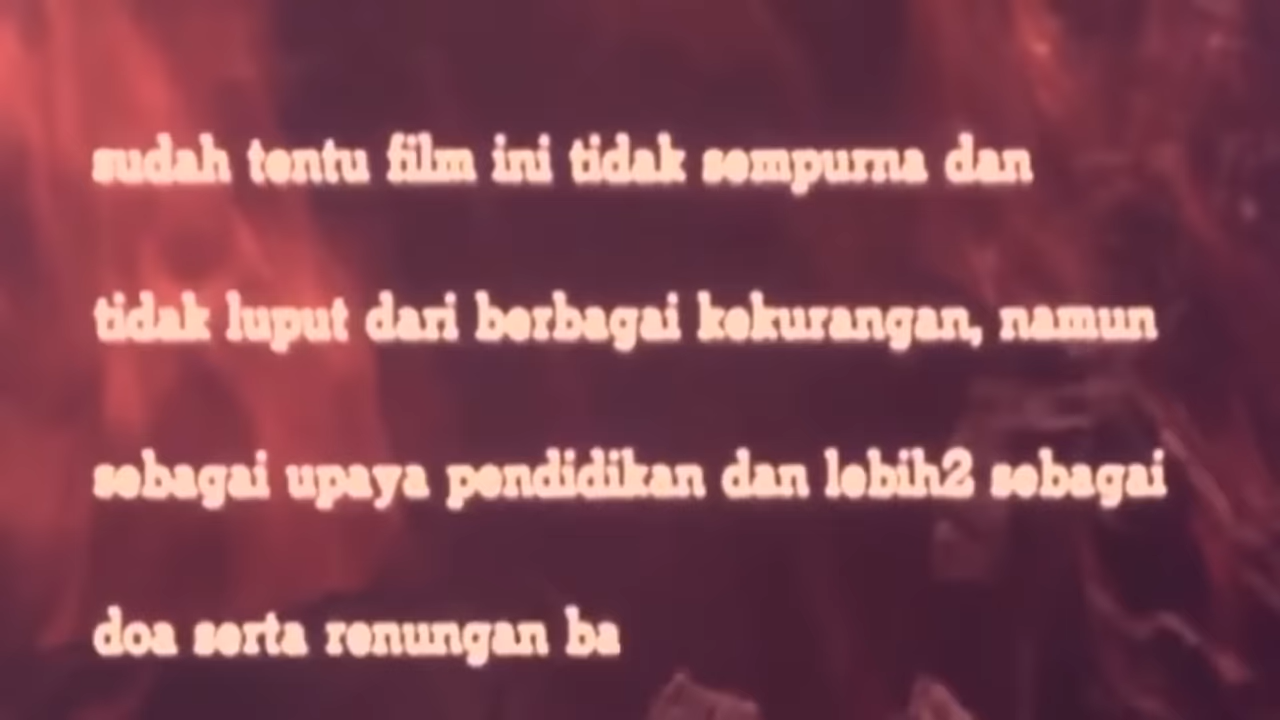 sudah tentu film ini tidak sempurna dan
tidak luput dari berbagai kekurangan, namun
sebagai upaya pendidikan dan lebih2 sebagai
doa serta renungan ba